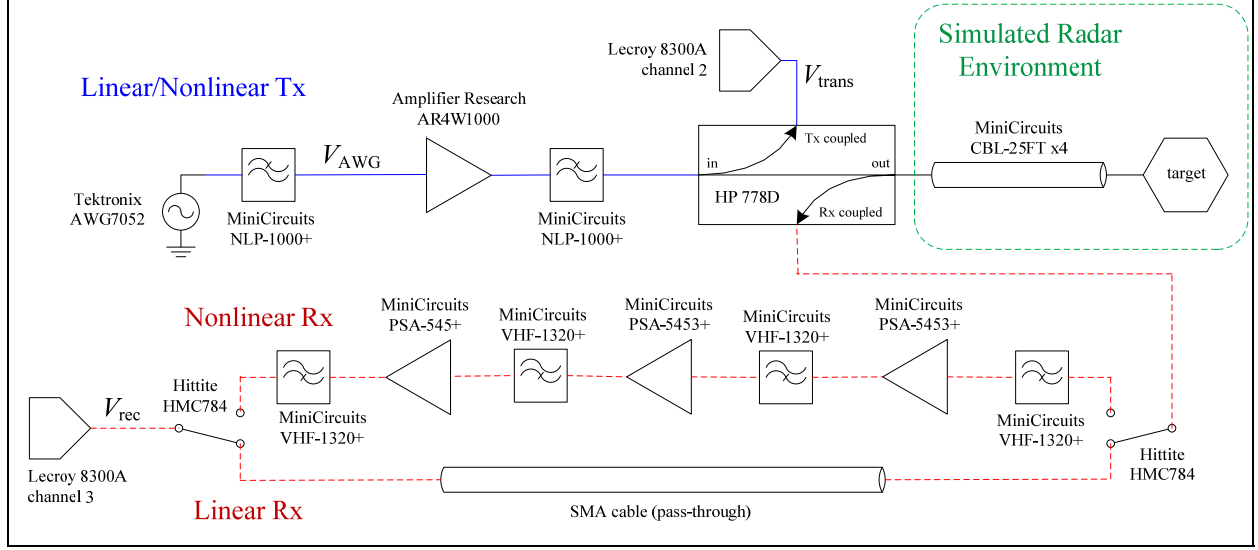 Linear/Nonlinear Tx
Tektronix
AWG7052
MiniCircuits
NLP-1000+
VAWG
Amplifier Research
AR4W1000
MiniCircuits
NLP-1000+
Lecroy 8300A
channel 2
Vtrans
Tx coupled
in
out
HP 778D
Rx coupled
Simulated Radar
Environment
MiniCircuits
CBL-25FT x4
target
Nonlinear Rx
MiniCircuits
PSA-545+
MiniCircuits
VHF-1320+
MiniCircuits
PSA-5453+
MiniCircuits
VHF-1320+
MiniCircuits
PSA-5453+
Hittite
HMC784
Vrec
MiniCircuits
VHF-1320+
MiniCircuits
VHF-1320+
Hittite
HMC784
Lecroy 8300A
channel 3
Linear Rx
SMA cable (pass-through)